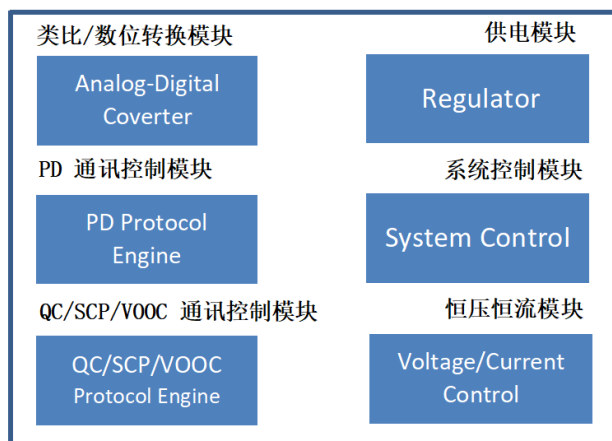 类比/数位转换模块
Analog-Digital
Coverter
供电模块
Regulator
PD 通讯控制模块
PD Protocol
Engine
系统控制模块
System Control
QC/SCP/VOOC 通讯控制模块
QC/SCP/VOOC
Protocol Engine
恒压恒流模块
Voltage/Current
Control